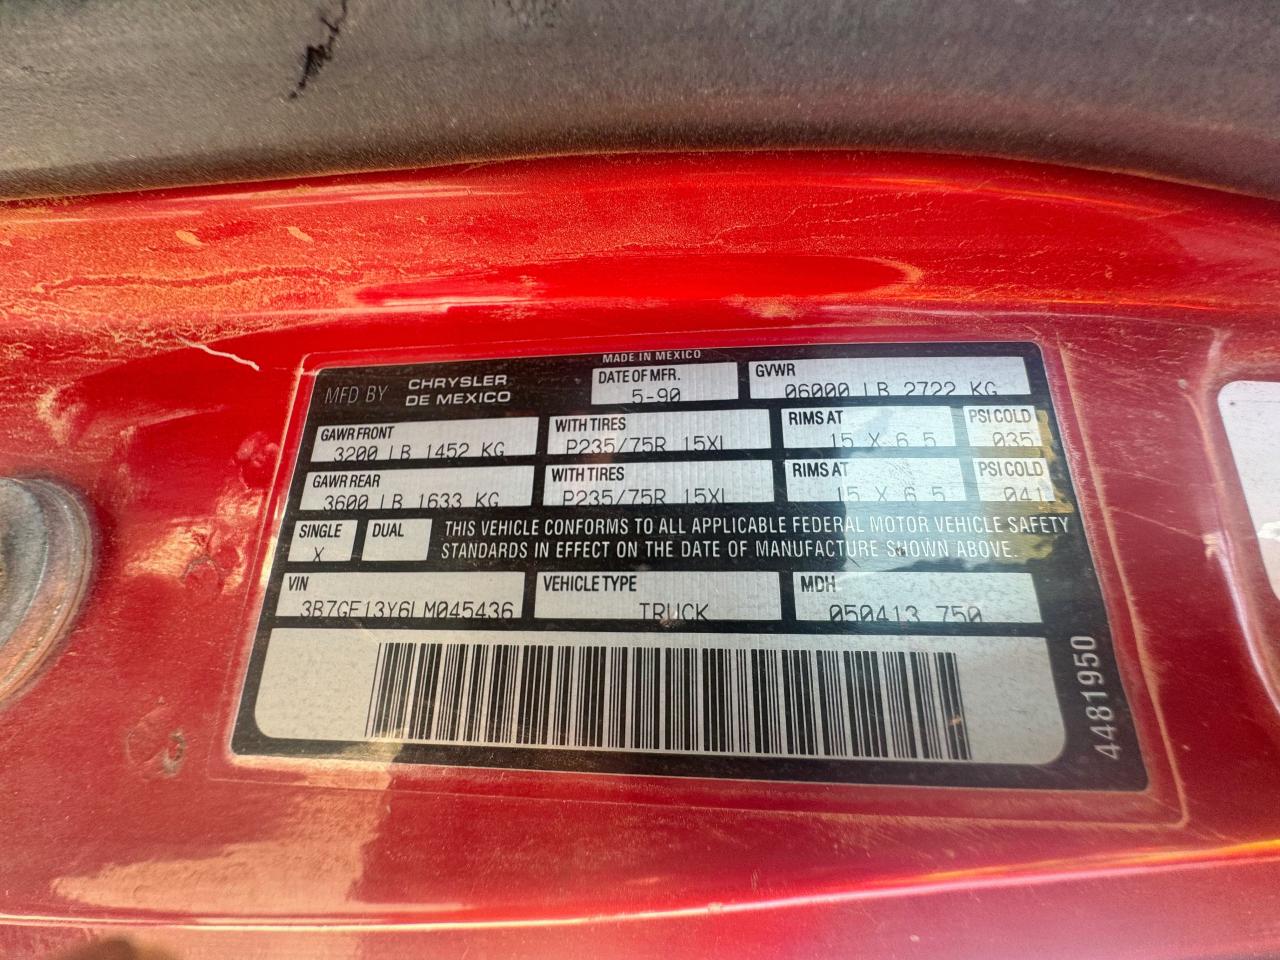 MADE IN MEXICO
MFD BY CHRYSLER DE MEXICO
DATE OF MFR. 5-90
GVWR 06000 LB 2722 KG
GAWR FRONT 3200 LB 1452 KG
WITH TIRES P235/75R 15XL
RIMS AT 15 X 6.5
PSI COLD 035
GAWR REAR 3600 LB 1633 KG
WITH TIRES P235/75R 15XL
RIMS AT 15 X 6.5
PSI COLD 041
SINGLE X
DUAL
THIS VEHICLE CONFORMS TO ALL APPLICABLE FEDERAL MOTOR VEHICLE SAFETY
STANDARDS IN EFFECT ON THE DATE OF MANUFACTURE SHOWN ABOVE.
VIN 3B7GE13Y6LM045436
VEHICLE TYPE TRUCK
MDH 050413 750
4481950